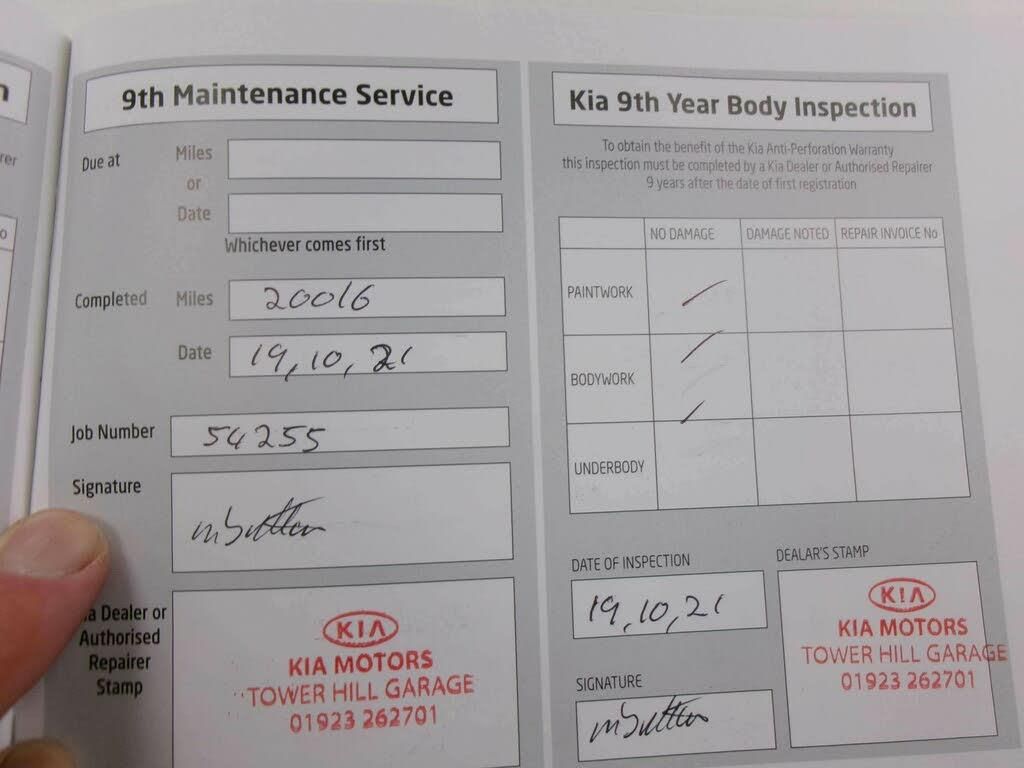 9th Maintenance Service
Due at
Miles
or
Date
Whichever comes first
Completed
Miles
20016
Date
19,10,21
Job Number
54255
Signature
a Dealer or
Authorised
Repairer
Stamp
KIA
KIA MOTORS
TOWER HILL GARAGE
01923 262701
Kia 9th Year Body Inspection
To obtain the benefit of the Kia Anti-Perforation Warranty
this inspection must be completed by a Kia Dealer or Authorised Repairer
9 years after the date of first registration
NO DAMAGE DAMAGE NOTED REPAIR INVOICE No
PAINTWORK
BODYWORK
UNDERBODY
DATE OF INSPECTION
19,10,21
SIGNATURE
DEALAR'S STAMP
KIA
KIA MOTORS
TOWER HILL GARAGE
01923 262701